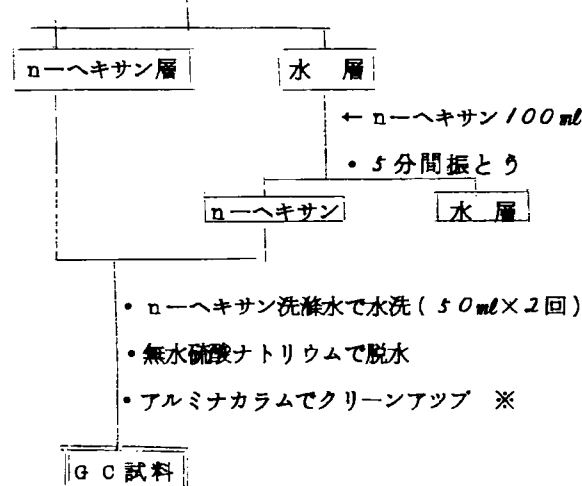 n－ヘキサン層
水 層
← n－ヘキサン100ml
・5分間振とう
n－ヘキサン
水 層
・n－ヘキサン洗滌水で水洗(50ml×2回)
・無水硫酸ナトリウムで脱水
・アルミナカラムでクリーンアップ ※
GC試料